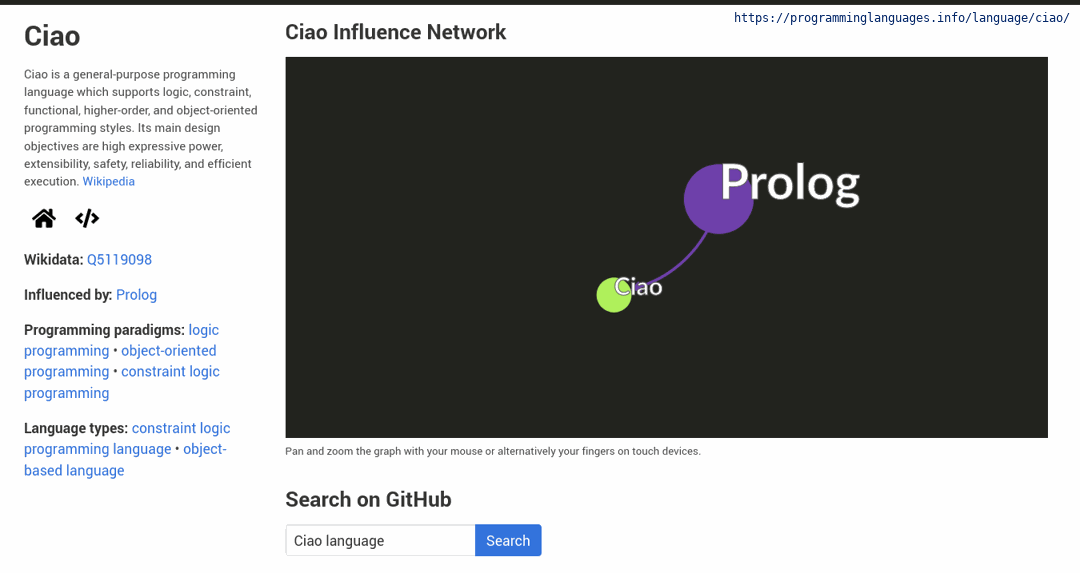 https://programminglanguages.info/language/ciao/
Ciao
Ciao is a general-purpose programming
language which supports logic, constraint,
functional, higher-order, and object-oriented
programming styles. Its main design
objectives are high expressive power,
extensibility, safety, reliability, and efficient
execution. Wikipedia
Wikidata: Q5119098
Influenced by: Prolog
Programming paradigms: logic
programming • object-oriented
programming • constraint logic
programming
Language types: constraint logic
programming language • object-
based language
Ciao Influence Network
Prolog
Ciao
Pan and zoom the graph with your mouse or alternatively your fingers on touch devices.
Search on GitHub
Ciao language
Search